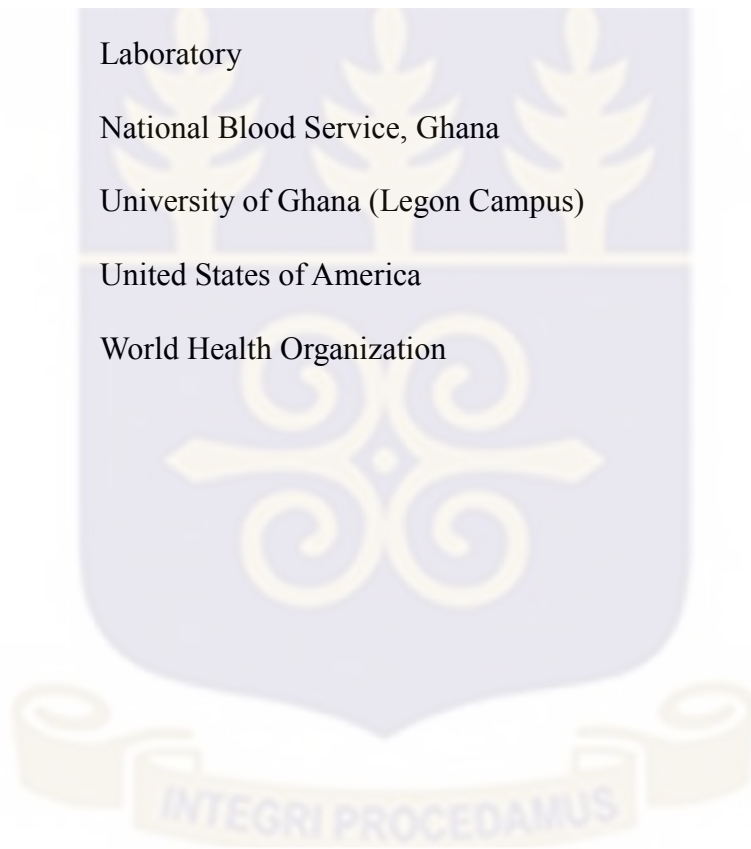 Laboratory
National Blood Service, Ghana
University of Ghana (Legon Campus)
United States of America
World Health Organization
INTEGRI PROCEDAMUS